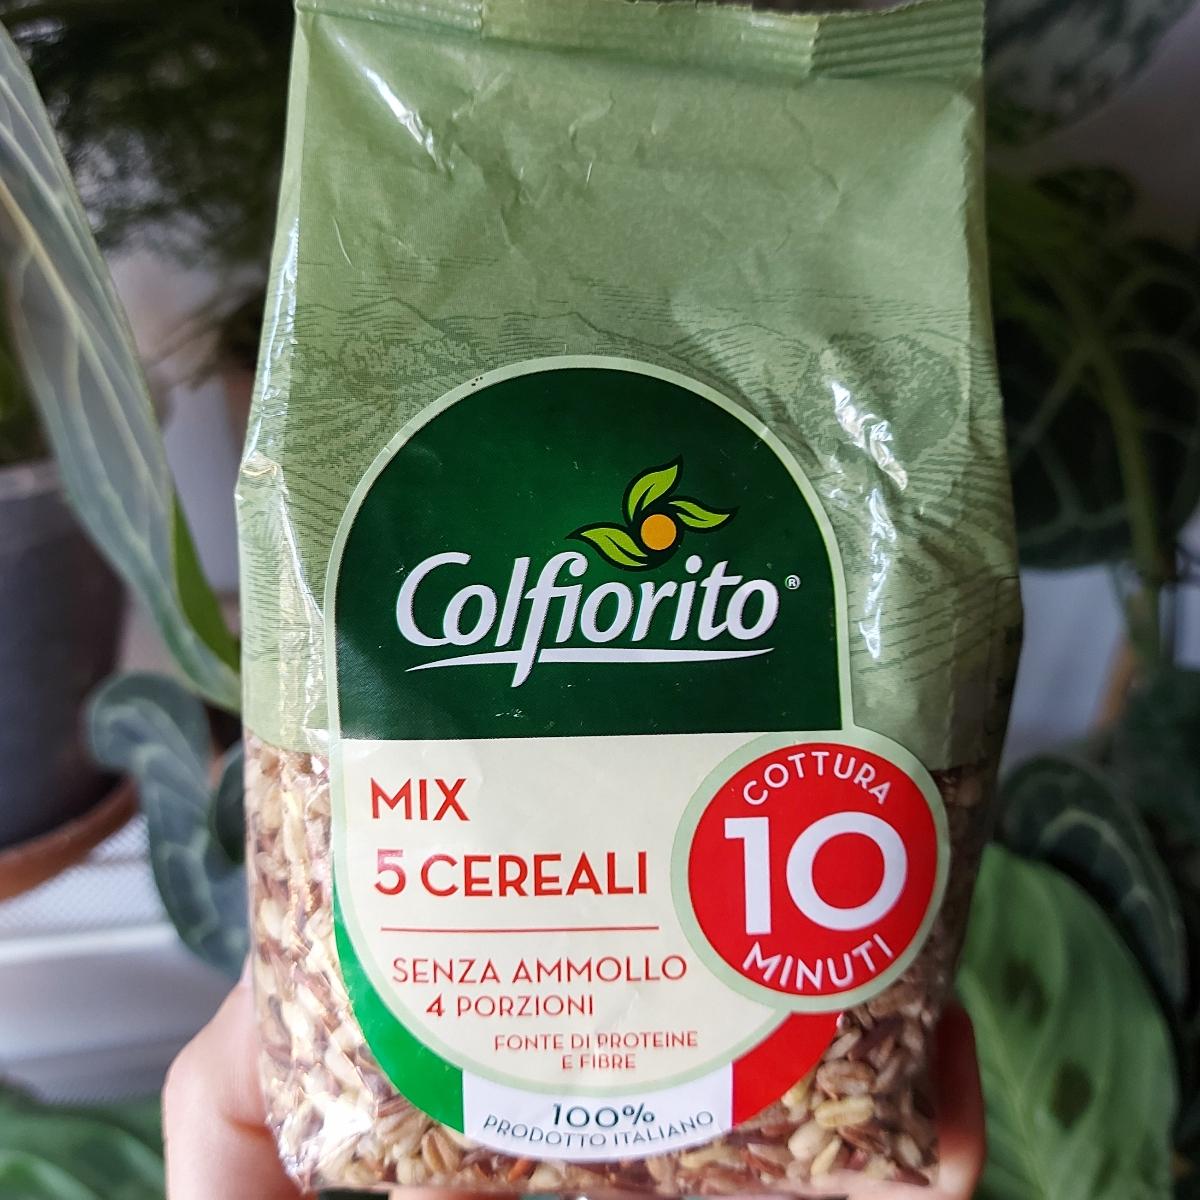 Colfiorito®
MIX
5 CEREALI
COTTURA
10
MINUTI
SENZA AMMOLLO
4 PORZIONI
FONTE DI PROTEINE
E FIBRE
100%
PRODOTTO ITALIANO